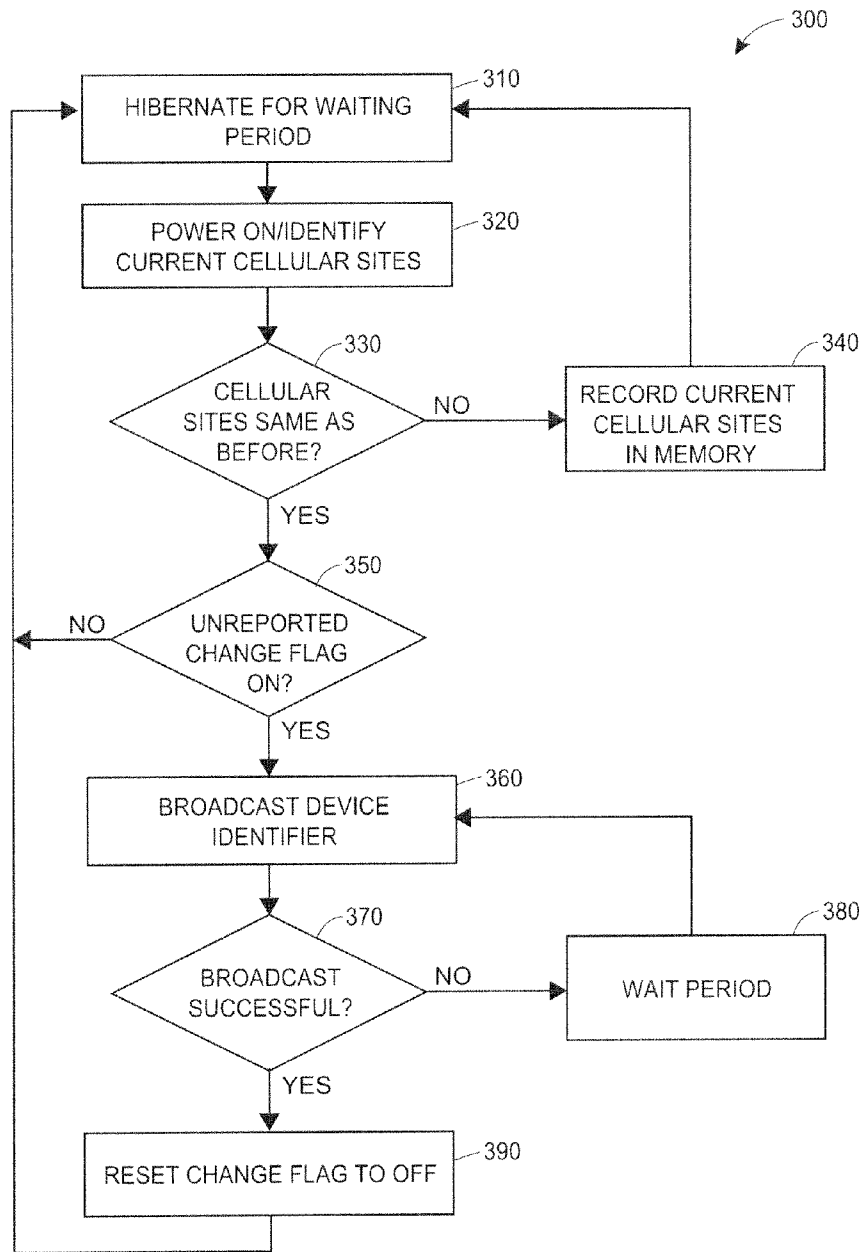 300
310
HIBERNATE FOR WAITING
PERIOD
320
POWER ON/IDENTIFY
CURRENT CELLULAR SITES
330
CELLULAR
SITES SAME AS
BEFORE?
NO
340
RECORD CURRENT
CELLULAR SITES
IN MEMORY
YES
350
UNREPORTED
CHANGE FLAG
ON?
NO
YES
360
BROADCAST DEVICE
IDENTIFIER
370
BROADCAST
SUCCESSFUL?
NO
380
WAIT PERIOD
YES
390
RESET CHANGE FLAG TO OFF